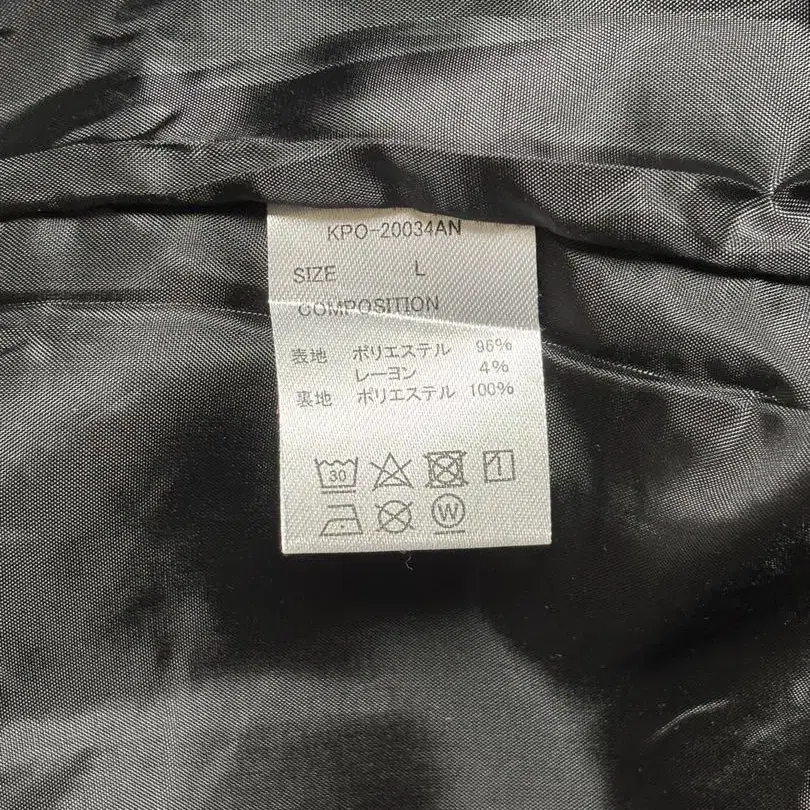 KPO-20034AN
SIZE L
COMPOSITION
表地 ポリエステル 96%
レーヨン 4%
裏地 ポリエステル 100%
30
W